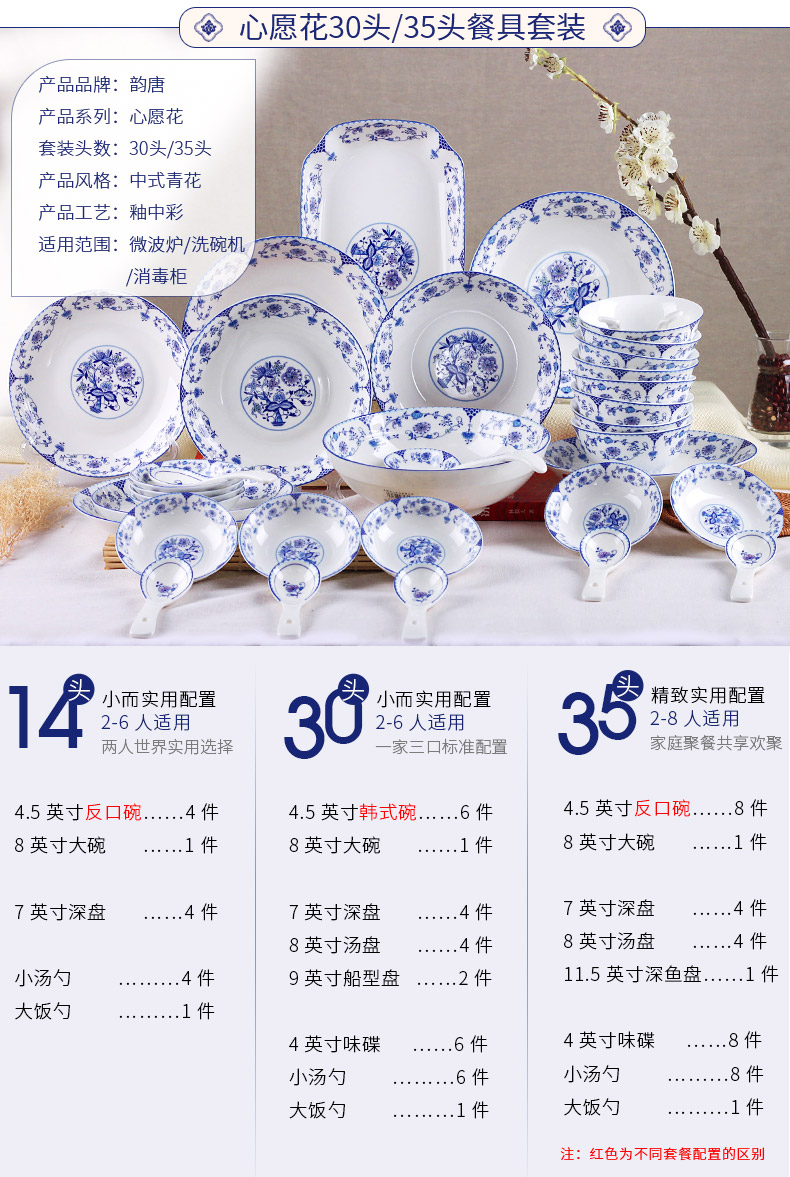 心愿花30头/35头餐具套装
产品品牌：韵唐
产品系列：心愿花
套装头数：30头/35头
产品风格：中式青花
产品工艺：釉中彩
适用范围：微波炉/洗碗机
/消毒柜
14头 小而实用配置
2-6 人适用
两人世界实用选择
4.5 英寸反口碗……4 件
8 英寸大碗 ……1 件
7 英寸深盘 ……4 件
小汤勺 ………4 件
大饭勺 ………1 件
30头 小而实用配置
2-6 人适用
一家三口标准配置
4.5 英寸韩式碗……6 件
8 英寸大碗 ……1 件
7 英寸深盘 ……4 件
8 英寸汤盘 ……4 件
9 英寸船型盘 ……2 件
4 英寸味碟 ……6 件
小汤勺 ………6 件
大饭勺 ………1 件
35头 精致实用配置
2-8 人适用
家庭聚餐共享欢聚
4.5 英寸反口碗……8 件
8 英寸大碗 ……1 件
7 英寸深盘 ……4 件
8 英寸汤盘 ……4 件
11.5 英寸深鱼盘……1 件
4 英寸味碟 ……8 件
小汤勺 ………8 件
大饭勺 ………1 件
注：红色为不同套餐配置的区别